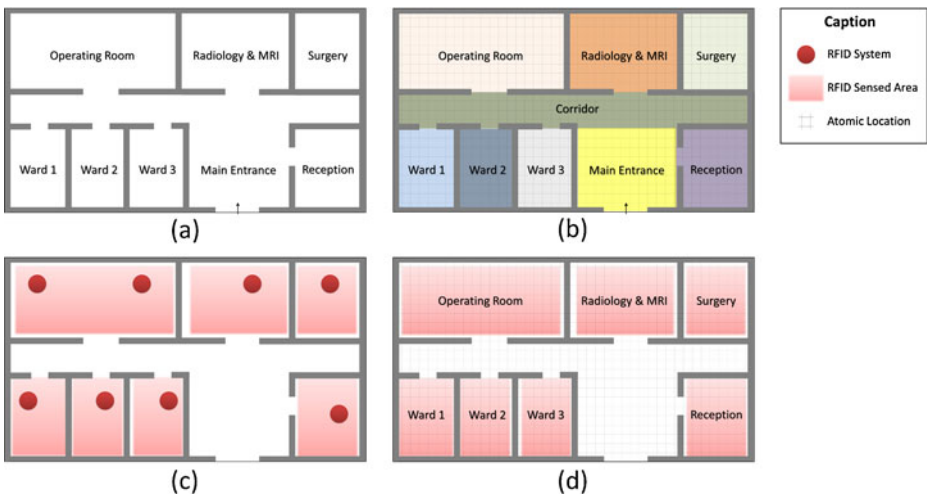 Operating Room
Radiology & MRI
Surgery
Ward 1
Ward 2
Ward 3
Main Entrance
Reception
(a)
Operating Room
Radiology & MRI
Surgery
Corridor
Ward 1
Ward 2
Ward 3
Main Entrance
Reception
(b)
Caption
RFID System
RFID Sensed Area
Atomic Location
(c)
Operating Room
Radiology & MRI
Surgery
Ward 1
Ward 2
Ward 3
Reception
(d)